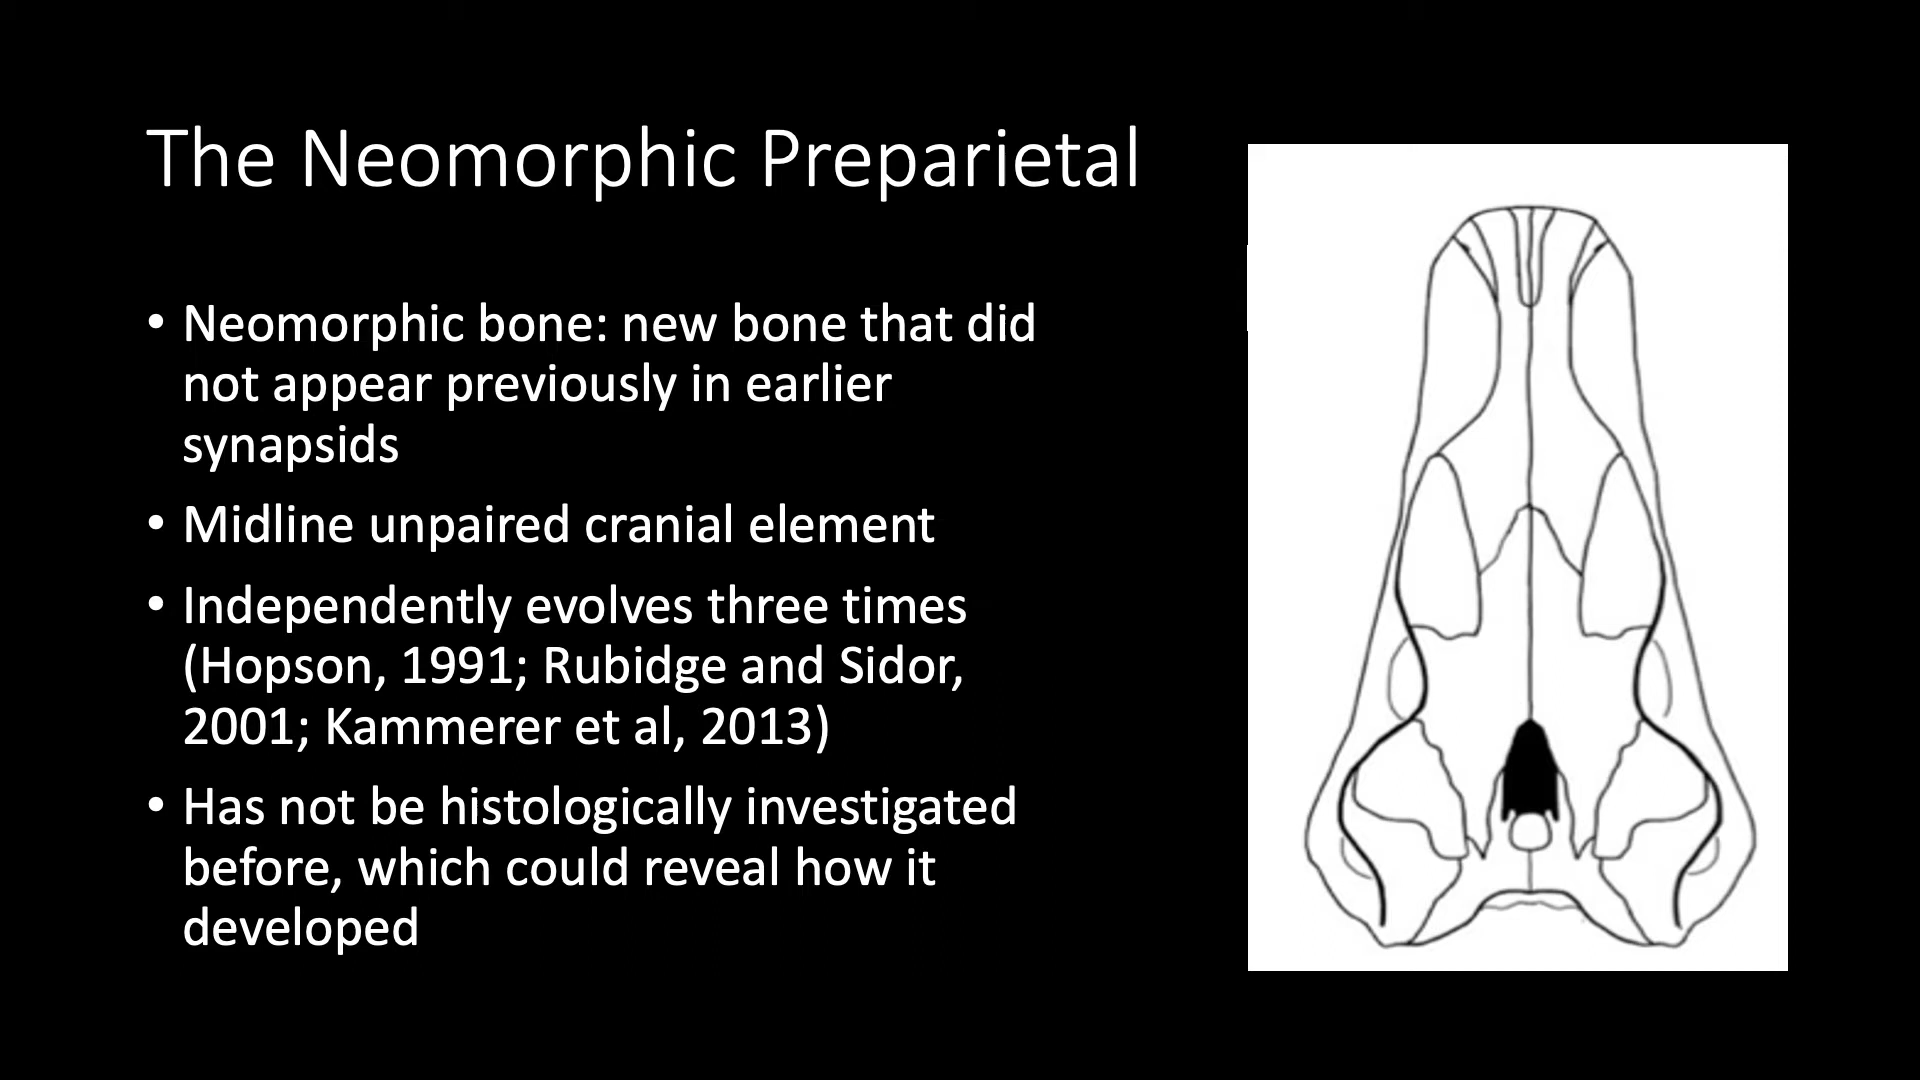 The Neomorphic Preparietal
• Neomorphic bone: new bone that did
not appear previously in earlier
synapsids
• Midline unpaired cranial element
• Independently evolves three times
(Hopson, 1991; Rubidge and Sidor,
2001; Kammerer et al, 2013)
• Has not be histologically investigated
before, which could reveal how it
developed